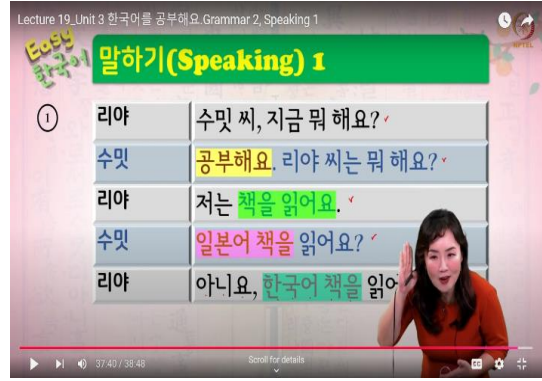 Lecture 19_Unit 3 한국어를 공부해요.Grammar 2, Speaking 1
Easy
한국어
말하기(Speaking) 1
NPTEL
1
리야 수밋 씨, 지금 뭐 해요?
수밋 공부해요. 리야 씨는 뭐 해요?
리야 저는 책을 읽어요.
수밋 일본어 책을 읽어요?
리야 아니요, 한국어 책을 읽어
37:40 / 38:48
Scroll for details
CC